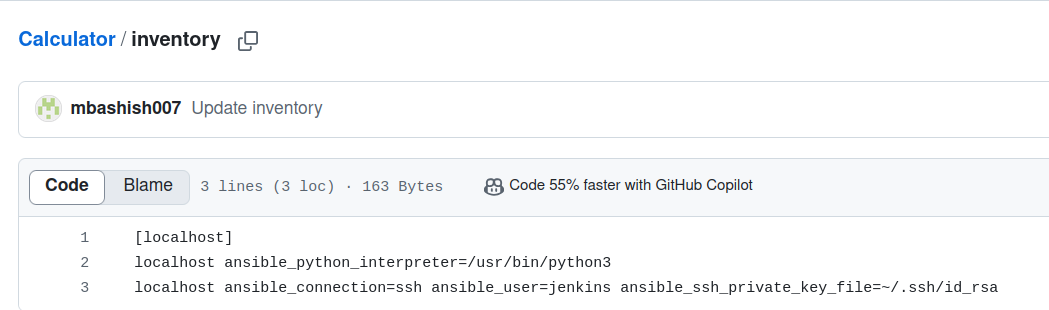 Calculator / inventory
mbashish007 Update inventory
Code Blame 3 lines (3 loc) · 163 Bytes Code 55% faster with GitHub Copilot
1 [localhost]
2 localhost ansible_python_interpreter=/usr/bin/python3
3 localhost ansible_connection=ssh ansible_user=jenkins ansible_ssh_private_key_file=~/.ssh/id_rsa